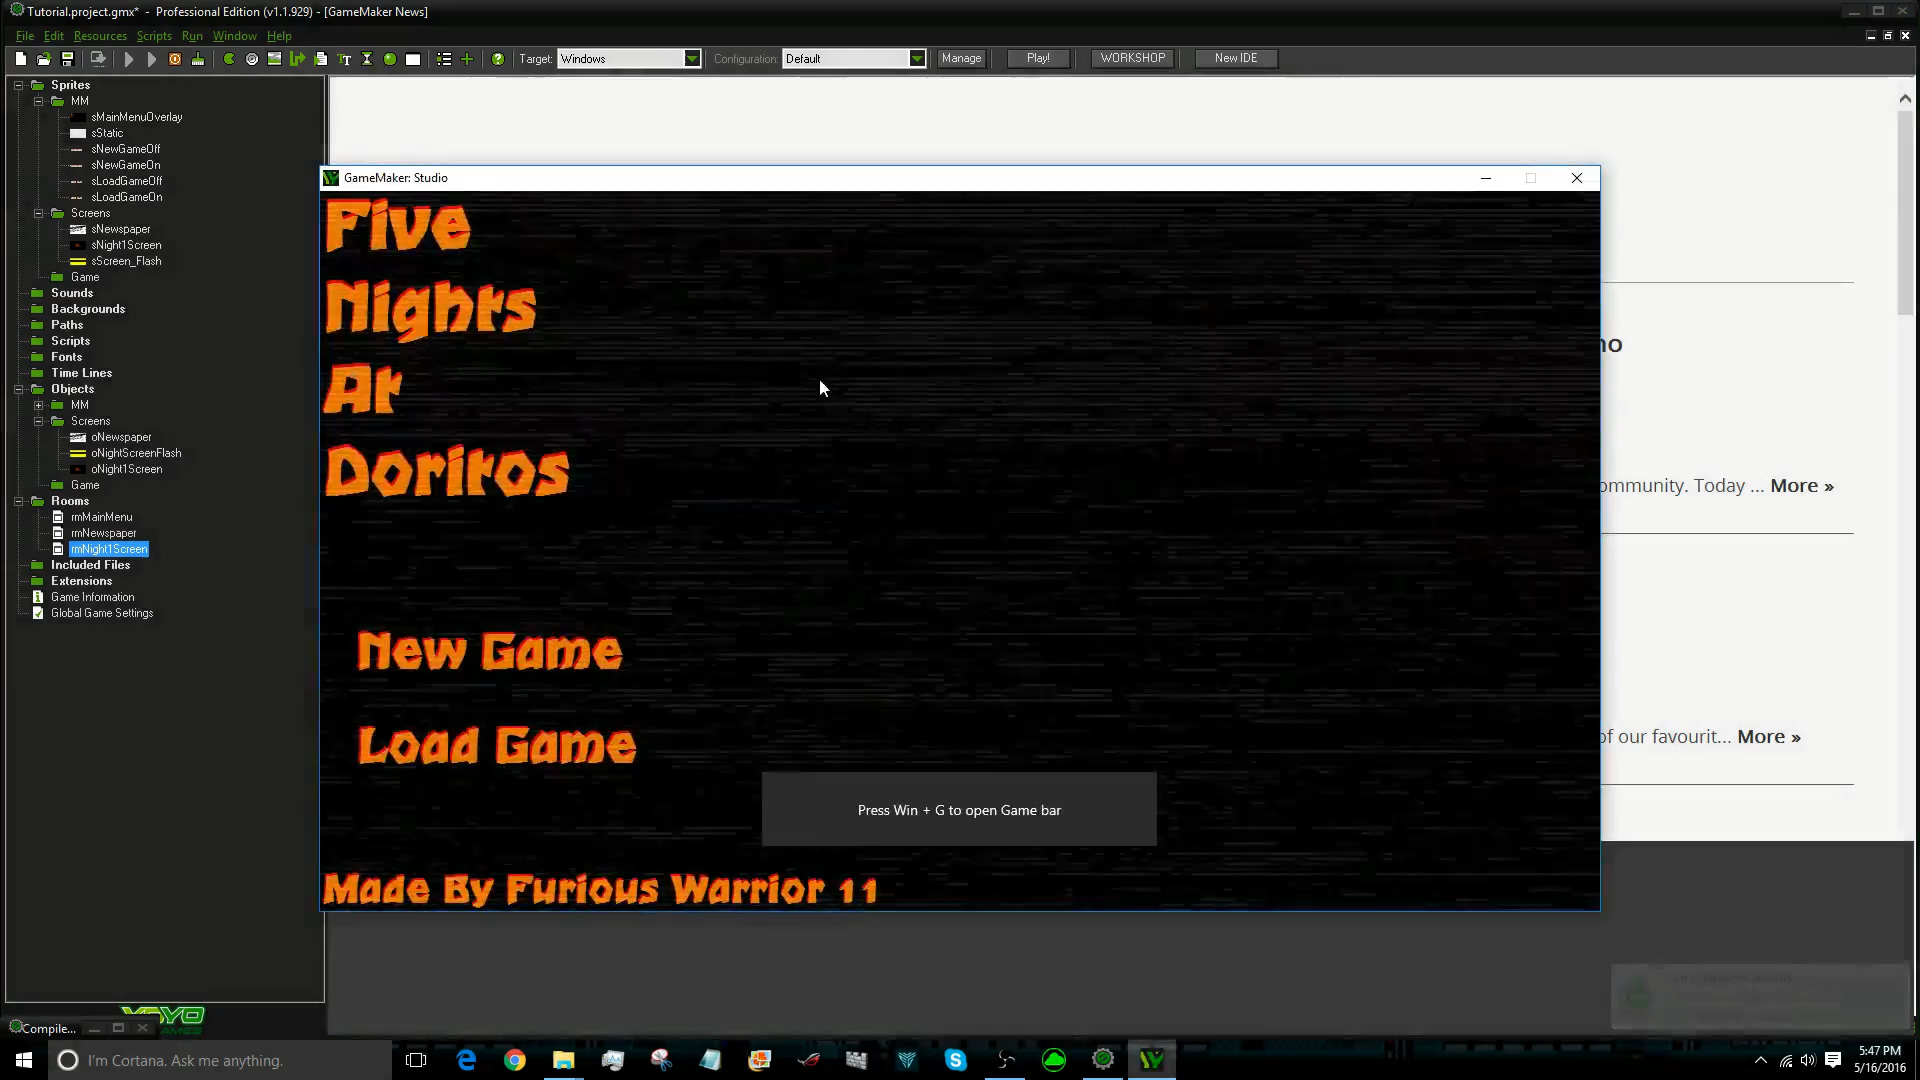 Tutorial.project.gmx* - Professional Edition (v1.1.929) - [GameMaker News]
File Edit Resources Scripts Run Window Help
Target: Windows Configuration: Default Manage Play! WORKSHOP New IDE
Sprites
MM
sMainMenuOverlay
sStatic
sNewGameOff
sNewGameOn
sLoadGameOff
sLoadGameOn
Screens
sNewspaper
sNight1Screen
sScreen_Flash
Game
Sounds
Backgrounds
Paths
Scripts
Fonts
Time Lines
Objects
MM
Screens
oNewspaper
oNightScreenFlash
oNight1Screen
Game
Rooms
rmMainMenu
rmNewspaper
rmNight1Screen
Included Files
Extensions
Game Information
Global Game Settings
GameMaker: Studio
Five
Nights
At
Doritos
New Game
Load Game
Press Win + G to open Game bar
Made By Furious Warrior 11
no
ommunity. Today ... More »
of our favourit... More »
YOYO
GAMES
Compile...
I'm Cortana. Ask me anything.
5:47 PM
5/16/2016